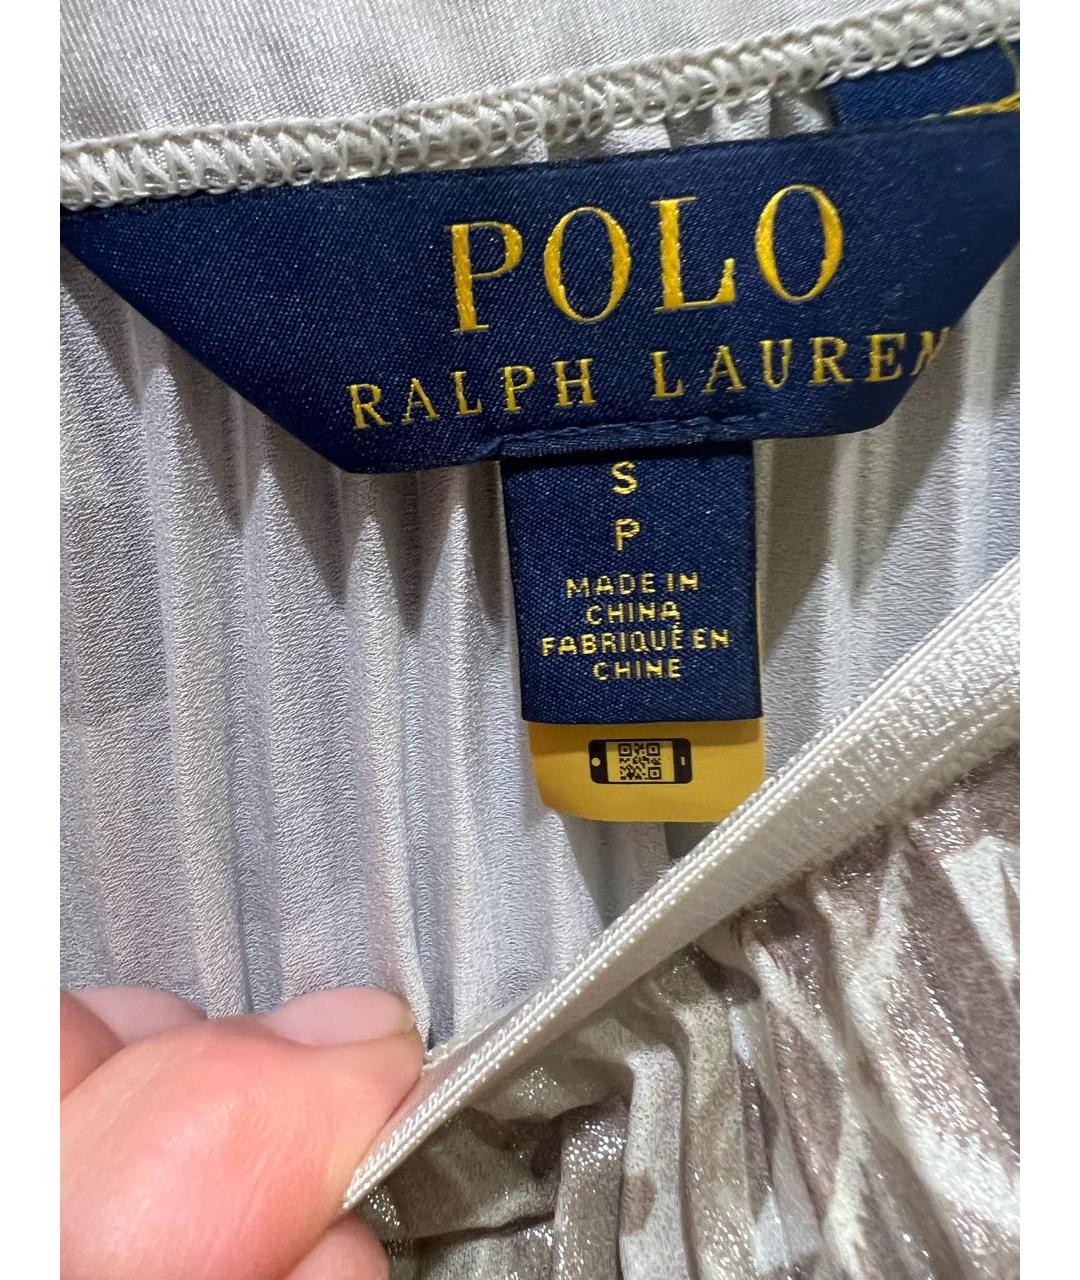 POLO
RALPH LAUREN
S
P
MADE IN
CHINA
FABRIQUÉ EN
CHINE